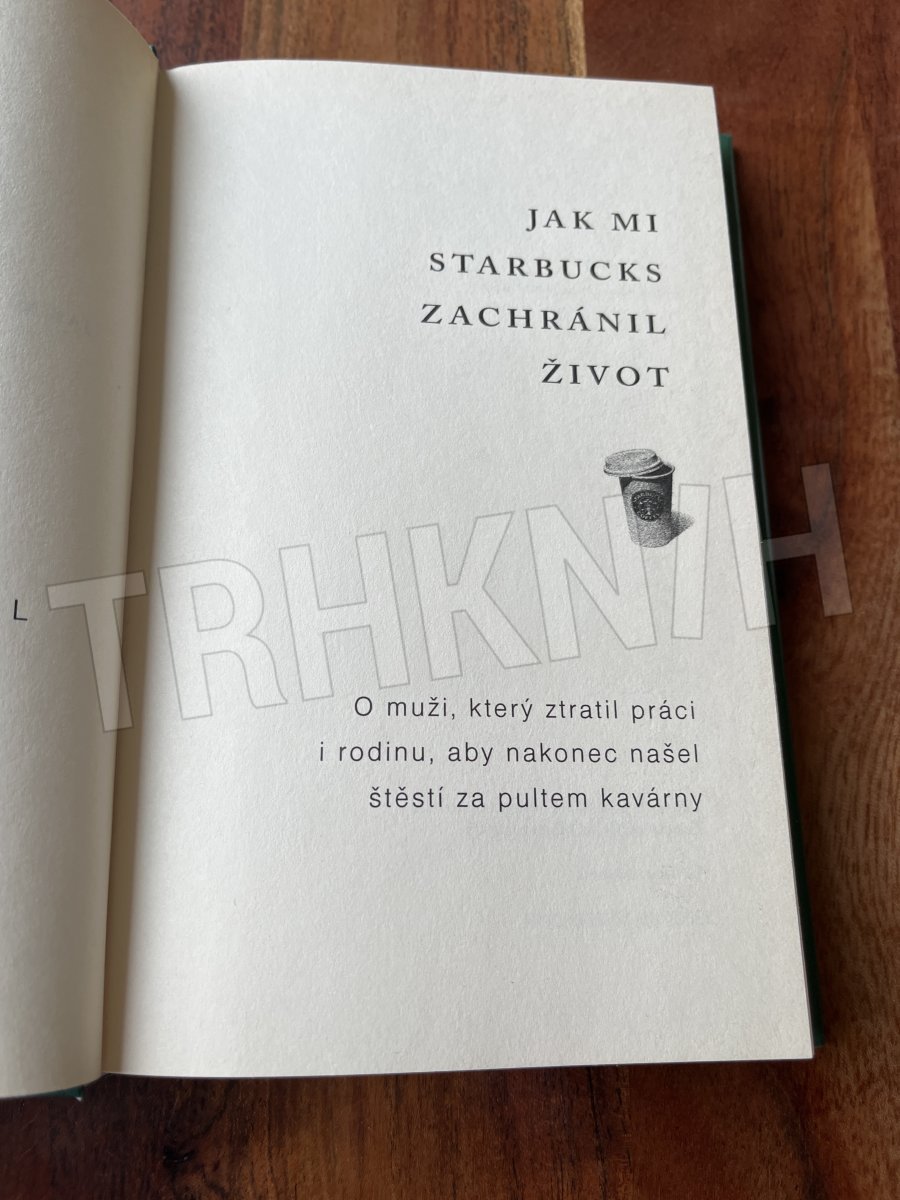 JAK MI
STARBUCKS
ZACHRÁNIL
ŽIVOT
TRHKNIH
L
O muži, který ztratil práci
i rodinu, aby nakonec našel
štěstí za pultem kavárny